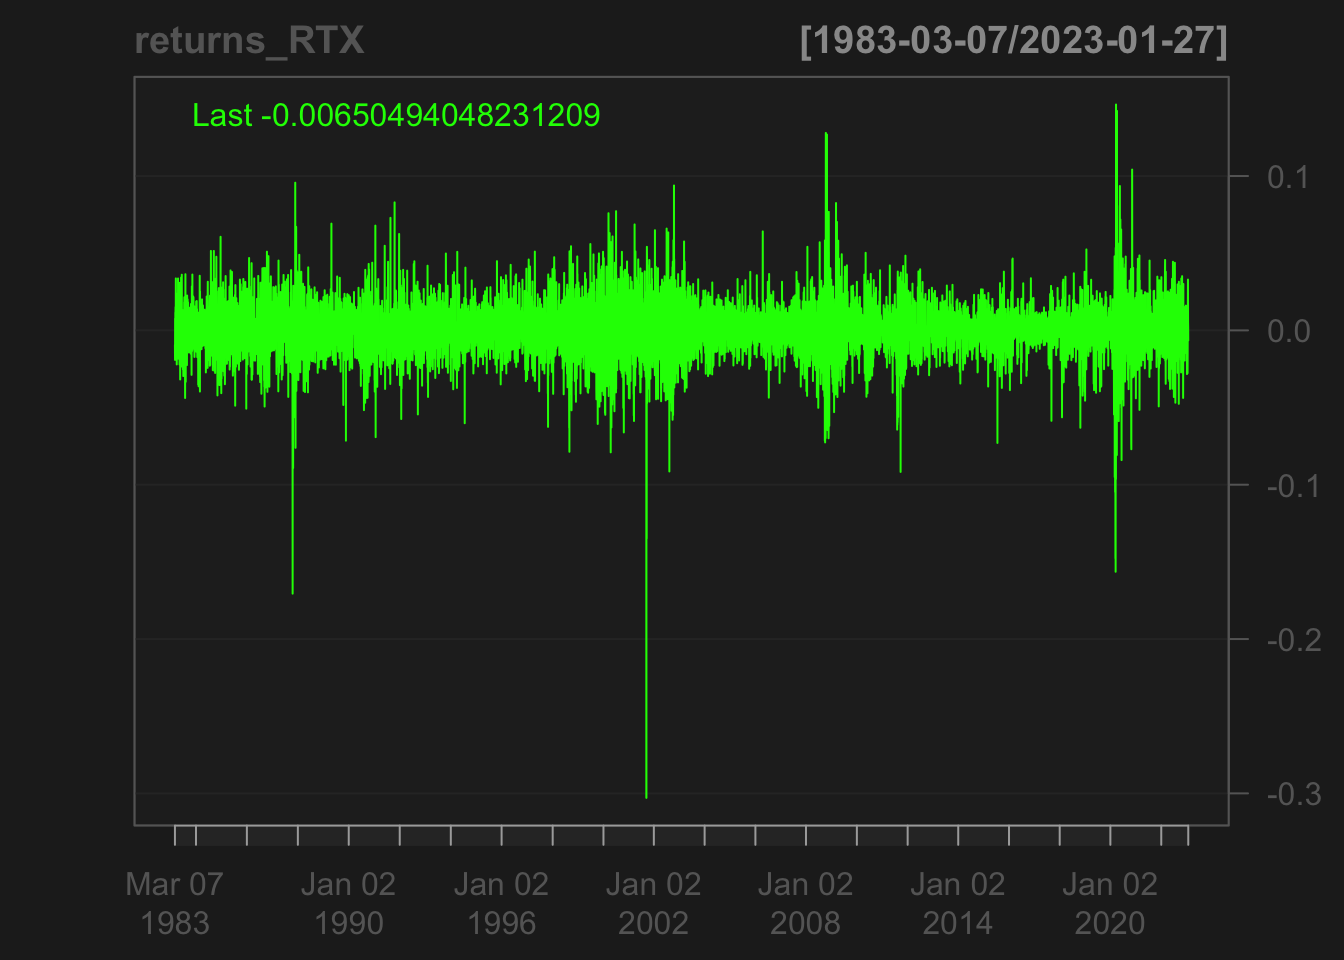 returns_RTX
[1983-03-07/2023-01-27]
Last -0.00650494048231209
0.1
0.0
-0.1
-0.2
-0.3
Mar 07 Jan 02 Jan 02 Jan 02 Jan 02 Jan 02 Jan 02
1983 1990 1996 2002 2008 2014 2020